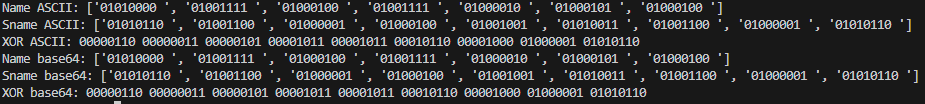 Name ASCII: ['01010000 ', '01001111 ', '01000100 ', '01001111 ', '01000010 ', '01000101 ', '01000100 ']
Sname ASCII: ['01010110 ', '01001100 ', '01000001 ', '01000100 ', '01001001 ', '01010011 ', '01001100 ', '01000001 ', '01010110 ']
XOR ASCII: 00000110 00000011 00000101 00001011 00001011 00010110 00001000 01000001 01010110
Name base64: ['01010000 ', '01001111 ', '01000100 ', '01001111 ', '01000010 ', '01000101 ', '01000100 ']
Sname base64: ['01010110 ', '01001100 ', '01000001 ', '01000100 ', '01001001 ', '01010011 ', '01001100 ', '01000001 ', '01010110 ']
XOR base64: 00000110 00000011 00000101 00001011 00001011 00010110 00001000 01000001 01010110